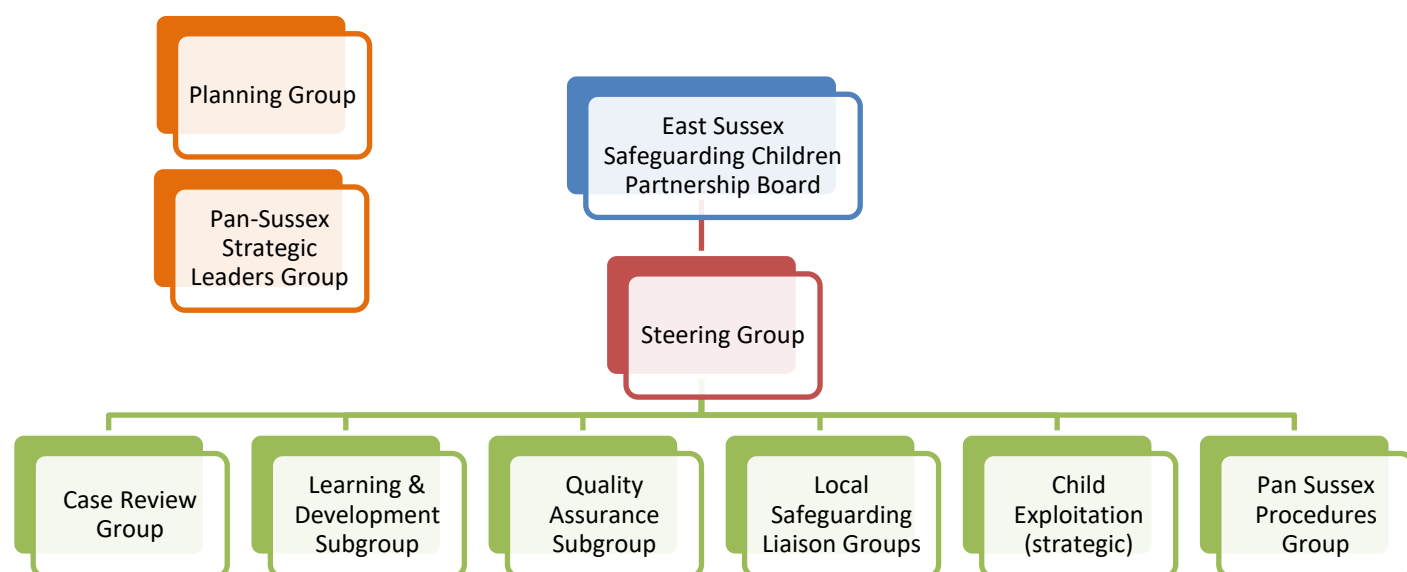 Planning Group
Pan-Sussex
Strategic
Leaders Group
East Sussex
Safeguarding Children
Partnership Board
Steering Group
Case Review
Group
Learning &
Development
Subgroup
Quality
Assurance
Subgroup
Local
Safeguarding
Liaison Groups
Child
Exploitation
(strategic)
Pan Sussex
Procedures
Group